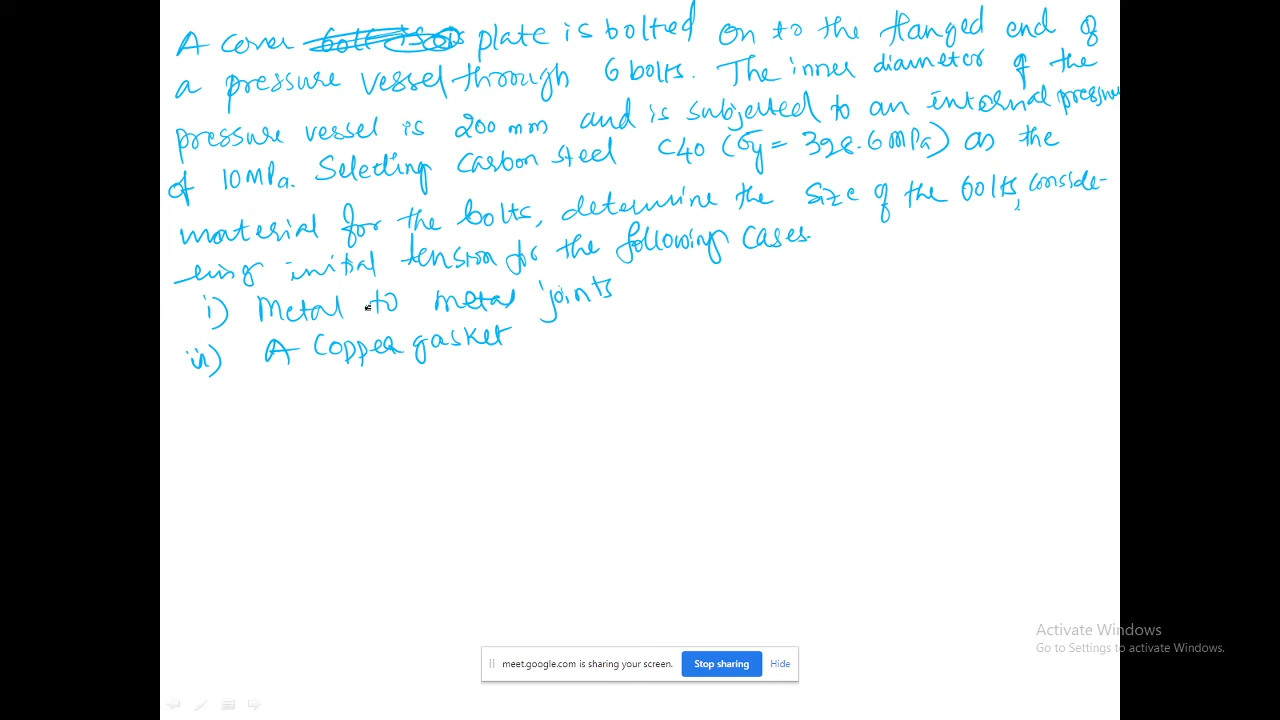 A cover plate is bolted on to the flanged end of
a pressure vessel through 6 bolts. The inner diameter of the
pressure vessel is 200 mm and is subjected to an internal pressure
of 10 MPa. Selecting Carbon steel C40 (σy = 328.6 MPa) as the
material for the bolts, determine the size of the bolts, conside-
ring initial tension for the following cases.
i) Metal to metal joints
ii) A Copper gasket
Activate Windows
Go to Settings to activate Windows.
meet.google.com is sharing your screen. Stop sharing Hide